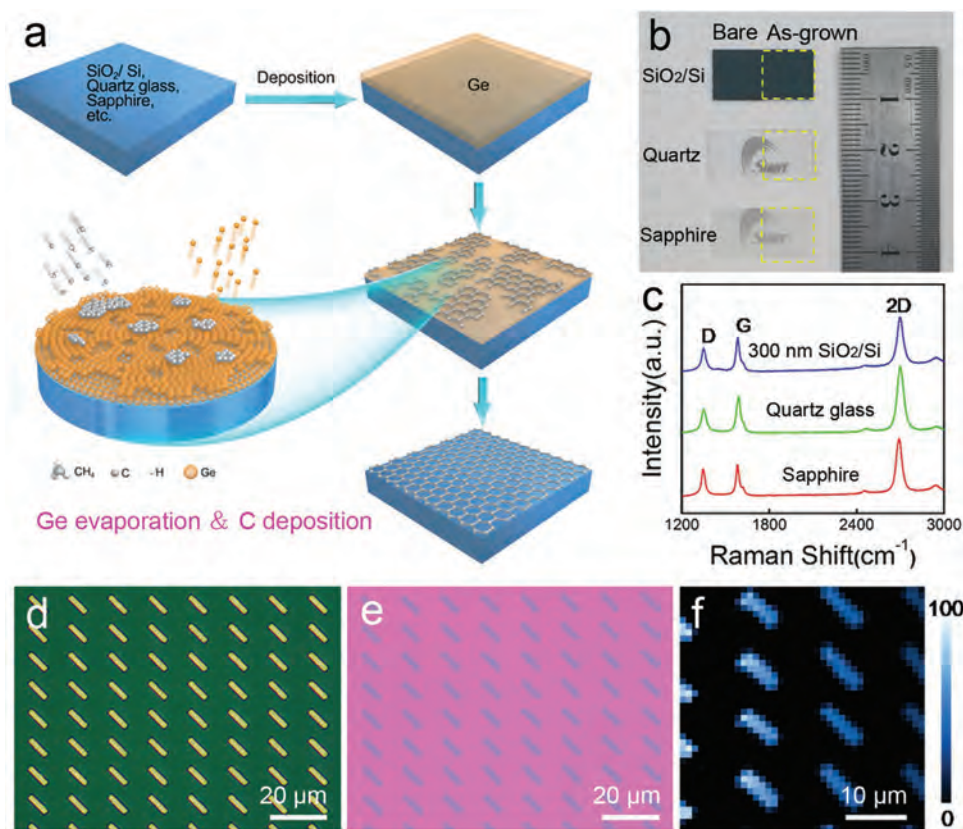 a
SiO2/ Si,
Quartz glass,
Sapphire,
etc.
Deposition
Ge
CH4 C H Ge
Ge evaporation & C deposition
b
Bare As-grown
SiO2/Si
Quartz
Sapphire
1
2
3
c
D G 2D
300 nm SiO2/Si
Quartz glass
Sapphire
Intensity(a.u.)
1200 1800 2400 3000
Raman Shift(cm-1)
d
20 µm
e
20 µm
f
10 µm
100
0